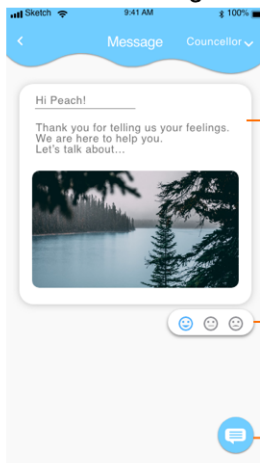 Sketch 9:41 AM 100%
Message Councellor
Hi Peach!
Thank you for telling us your feelings.
We are here to help you.
Let's talk about...